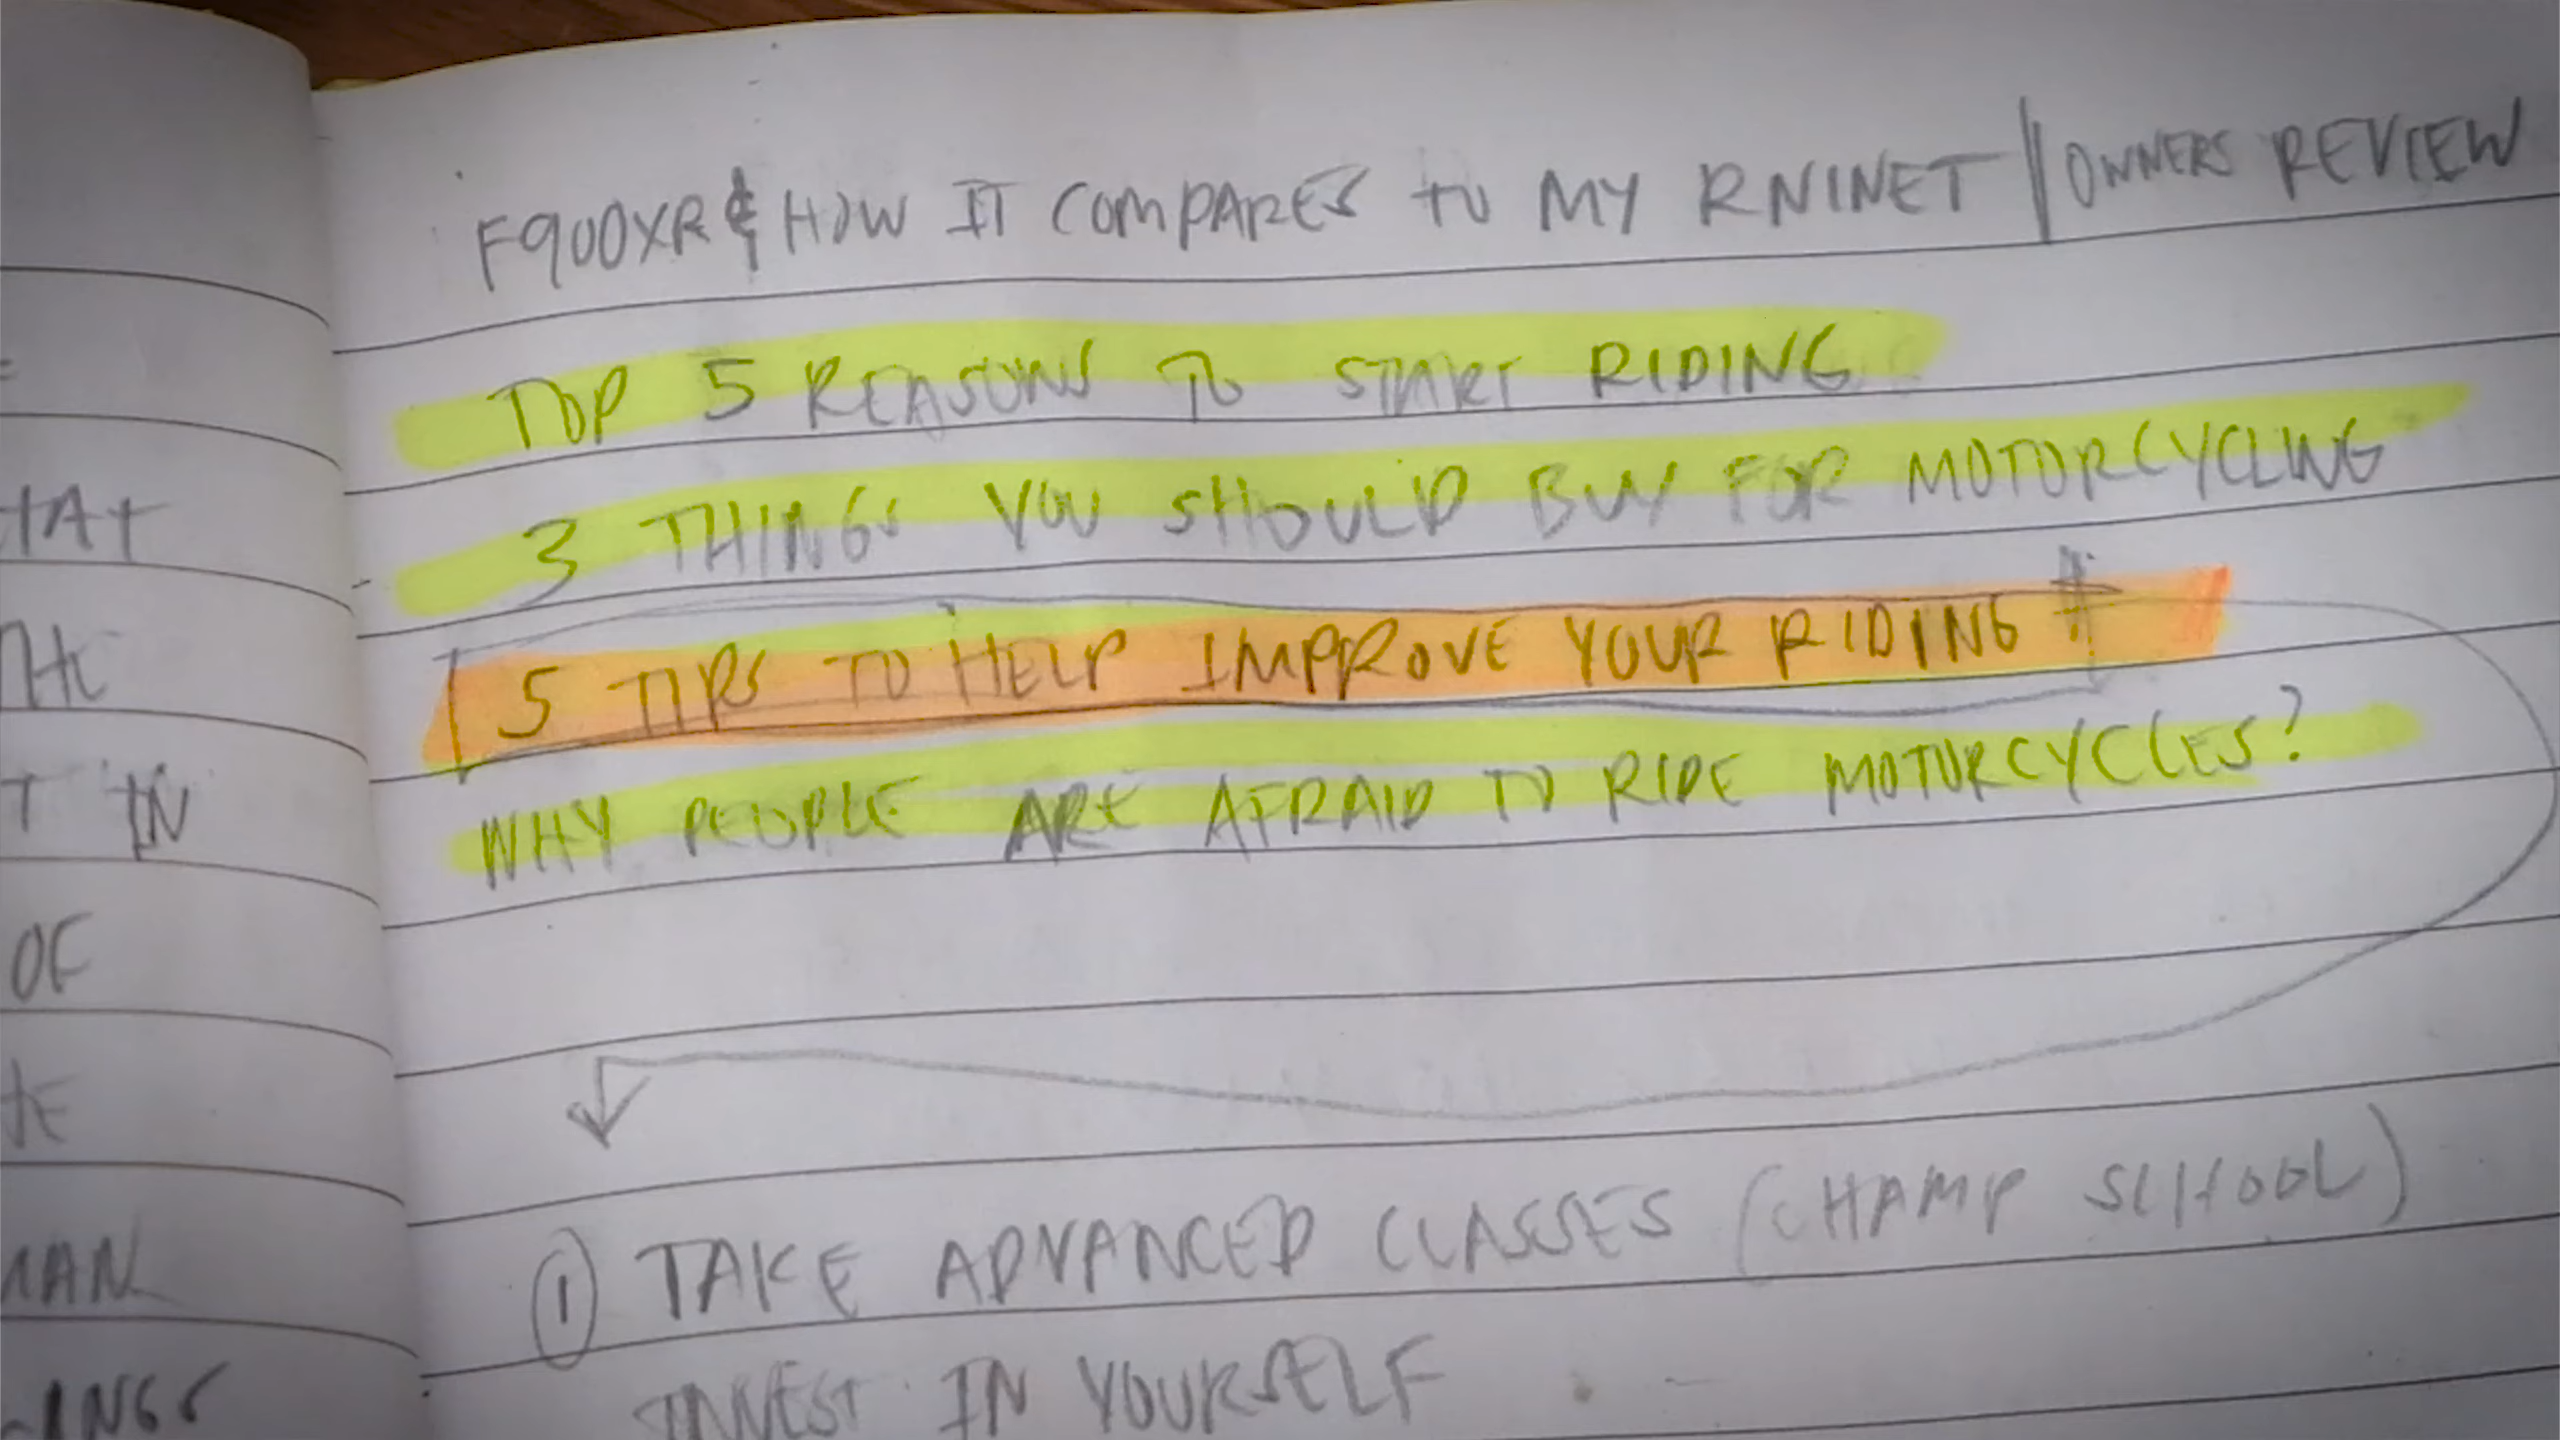 F900XR & HOW IT COMPARES TO MY RNINET || OWNERS REVIEW
TOP 5 REASONS TO START RIDING
3 THINGS YOU SHOULD BUY FOR MOTORCYCLING
5 TIPS TO HELP IMPROVE YOUR RIDING
WHY PEOPLE ARE AFRAID TO RIDE MOTORCYCLES?
T IN
OF
① TAKE ADVANCED CLASSES (CHAMP SCHOOL)
INVEST IN YOURSELF